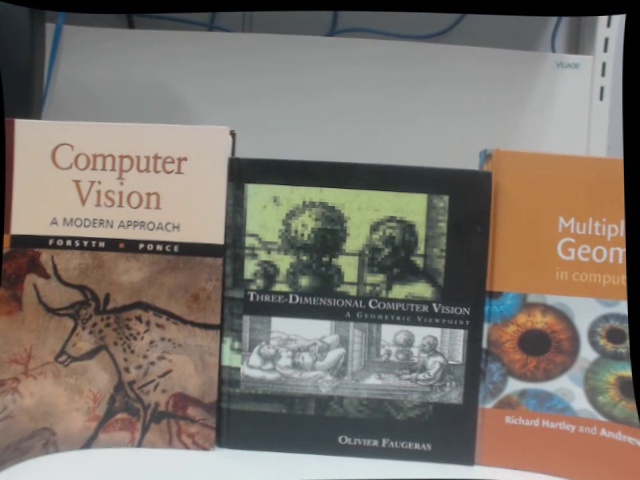 VILLAGE
Computer
Vision
A MODERN APPROACH
FORSYTH ★ PONCE
THREE-DIMENSIONAL COMPUTER VISION
A GEOMETRIC VIEWPOINT
OLIVIER FAUGERAS
Multipl
Geom
in comput
Richard Hartley and Andrew